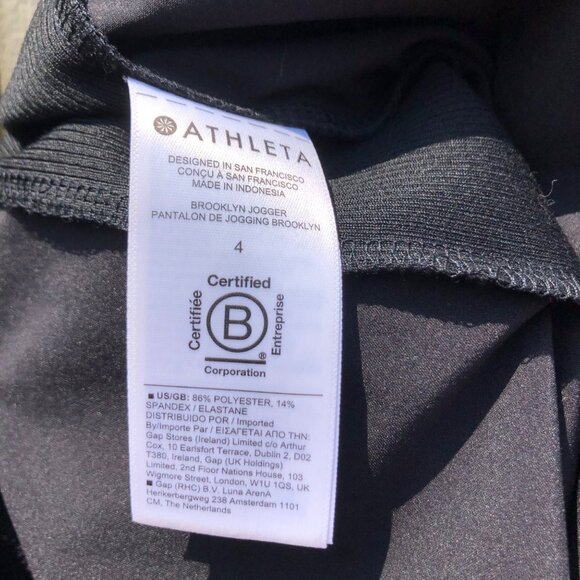 ATHLETA
DESIGNED IN SAN FRANCISCO
CONÇU À SAN FRANCISCO
MADE IN INDONESIA
BROOKLYN JOGGER
PANTALON DE JOGGING BROOKLYN
4
Certified
Certifiée
B
Entreprise
®
Corporation
■ US/GB: 86% POLYESTER, 14%
SPANDEX / ELASTANE
DISTRIBUIDO POR / Imported
By/Importe Par / ΕΙΣΑΓΕΤΑΙ ΑΠΟ ΤΗΝ:
Gap Stores (Ireland) Limited c/o Arthur
Cox, 10 Earlsfort Terrace, Dublin 2, D02
T380, Ireland, Gap (UK Holdings)
Limited, 2nd Floor Nations House, 103
Wigmore Street, London, W1U 1QS, UK
■ Gap (RHC) B.V. Luna ArenA
Herikerbergweg 238 Amsterdam 1101
CM, The Netherlands